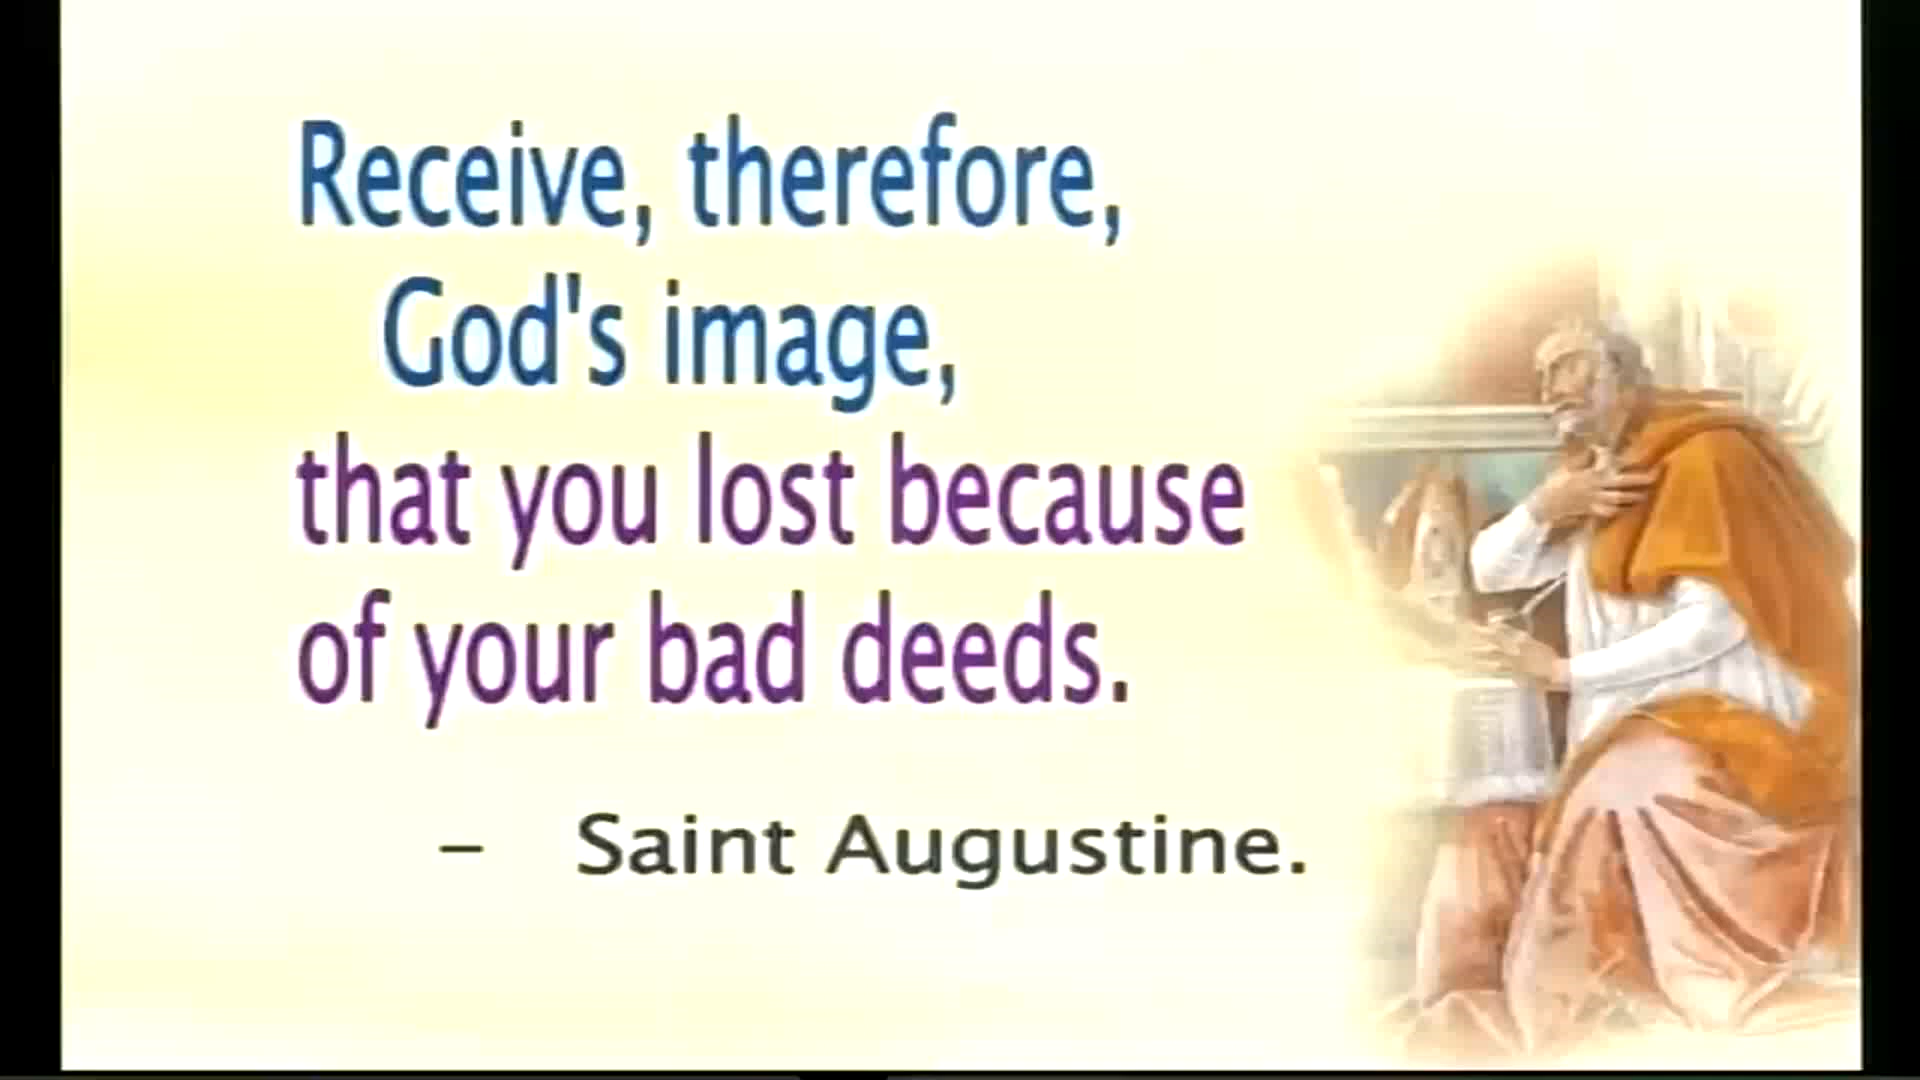 Receive, therefore,
God's image,
that you lost because
of your bad deeds.
– Saint Augustine.